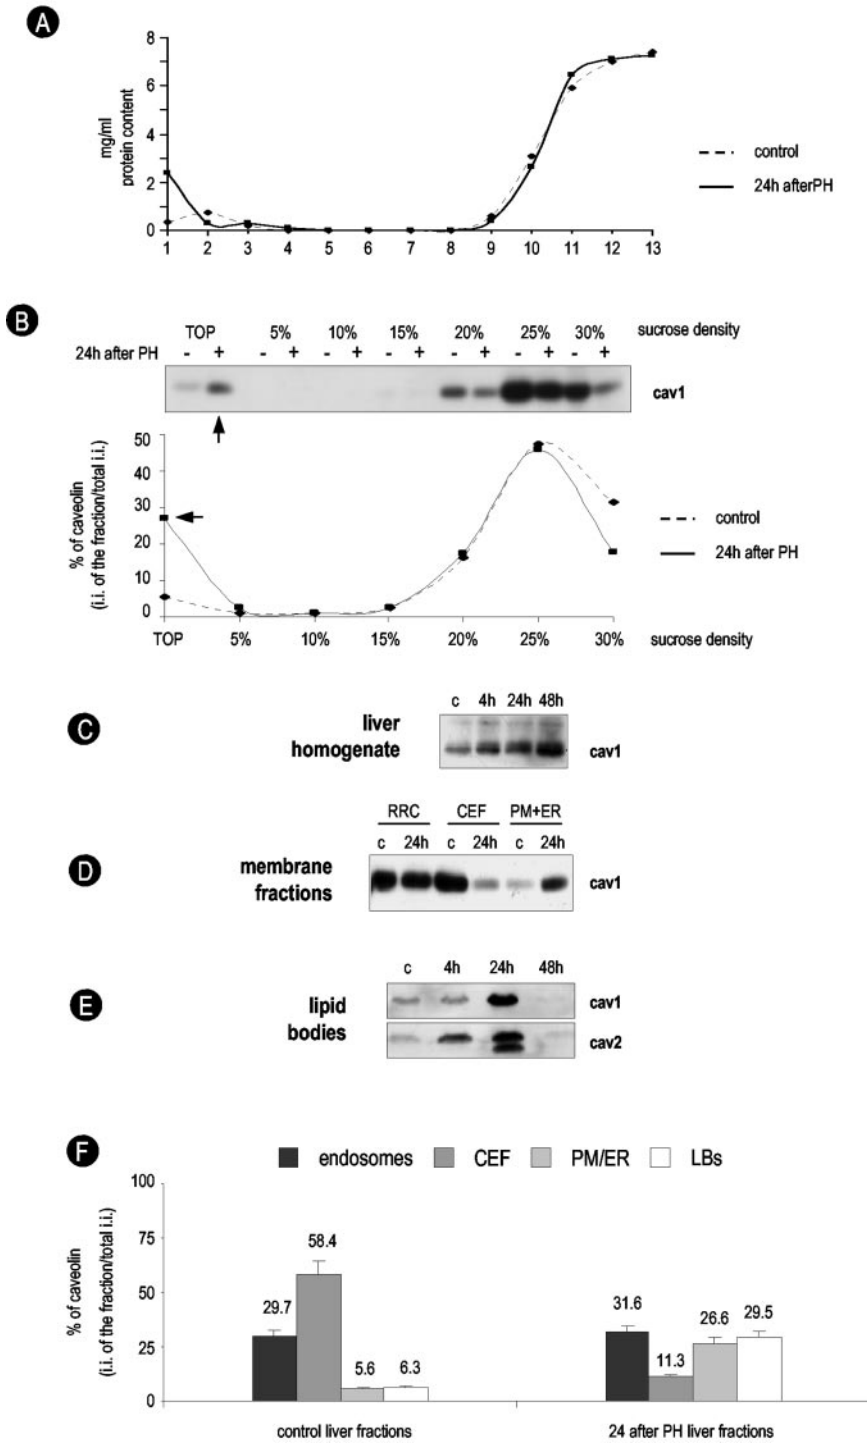 A
8
6
4
2
0
mg/ml
protein content
1 2 3 4 5 6 7 8 9 10 11 12 13
control
24h afterPH
B
TOP 5% 10% 15% 20% 25% 30% sucrose density
24h after PH - + - + - + - + - + - + - +
cav1
50
40
30
20
10
0
% of caveolin
(i.i. of the fraction/total i.i.)
control
24h after PH
TOP 5% 10% 15% 20% 25% 30% sucrose density
C
liver
homogenate
c 4h 24h 48h
cav1
D
membrane
fractions
RRC CEF PM+ER
c 24h c 24h c 24h
cav1
E
lipid
bodies
c 4h 24h 48h
cav1
cav2
F
endosomes CEF PM/ER LBs
100
75
50
25
0
% of caveolin
(i.i. of the fraction/total i.i.)
29.7 58.4 5.6 6.3
31.6 11.3 26.6 29.5
control liver fractions 24 after PH liver fractions